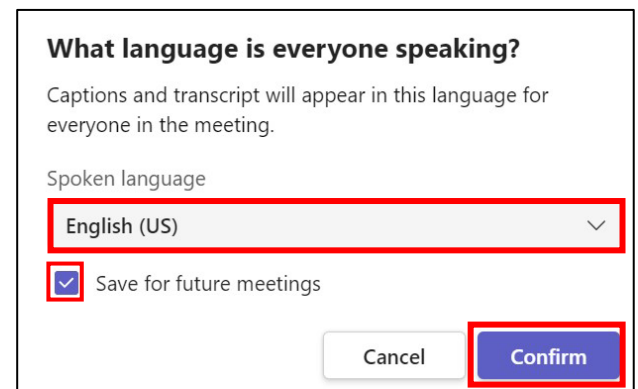 What language is everyone speaking?
Captions and transcript will appear in this language for
everyone in the meeting.
Spoken language
English (US)
Save for future meetings
Cancel
Confirm